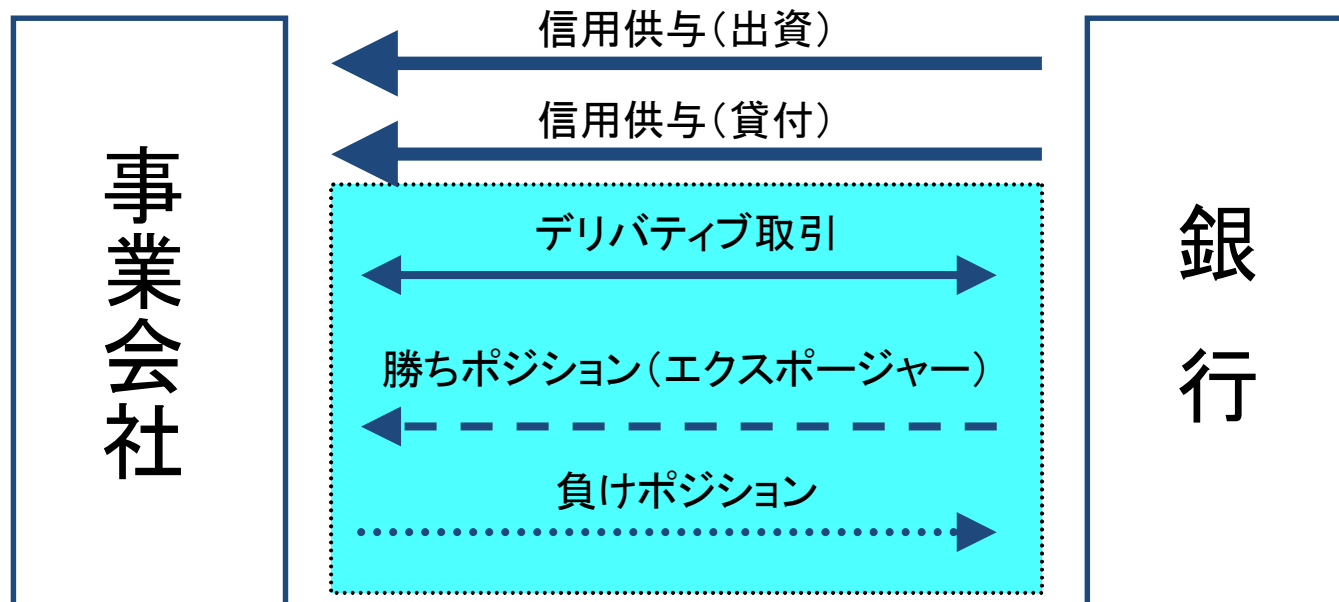 信用供与（出資）
信用供与（貸付）
事業会社
デリバティブ取引
銀行
勝ちポジション（エクスポージャー）
負けポジション